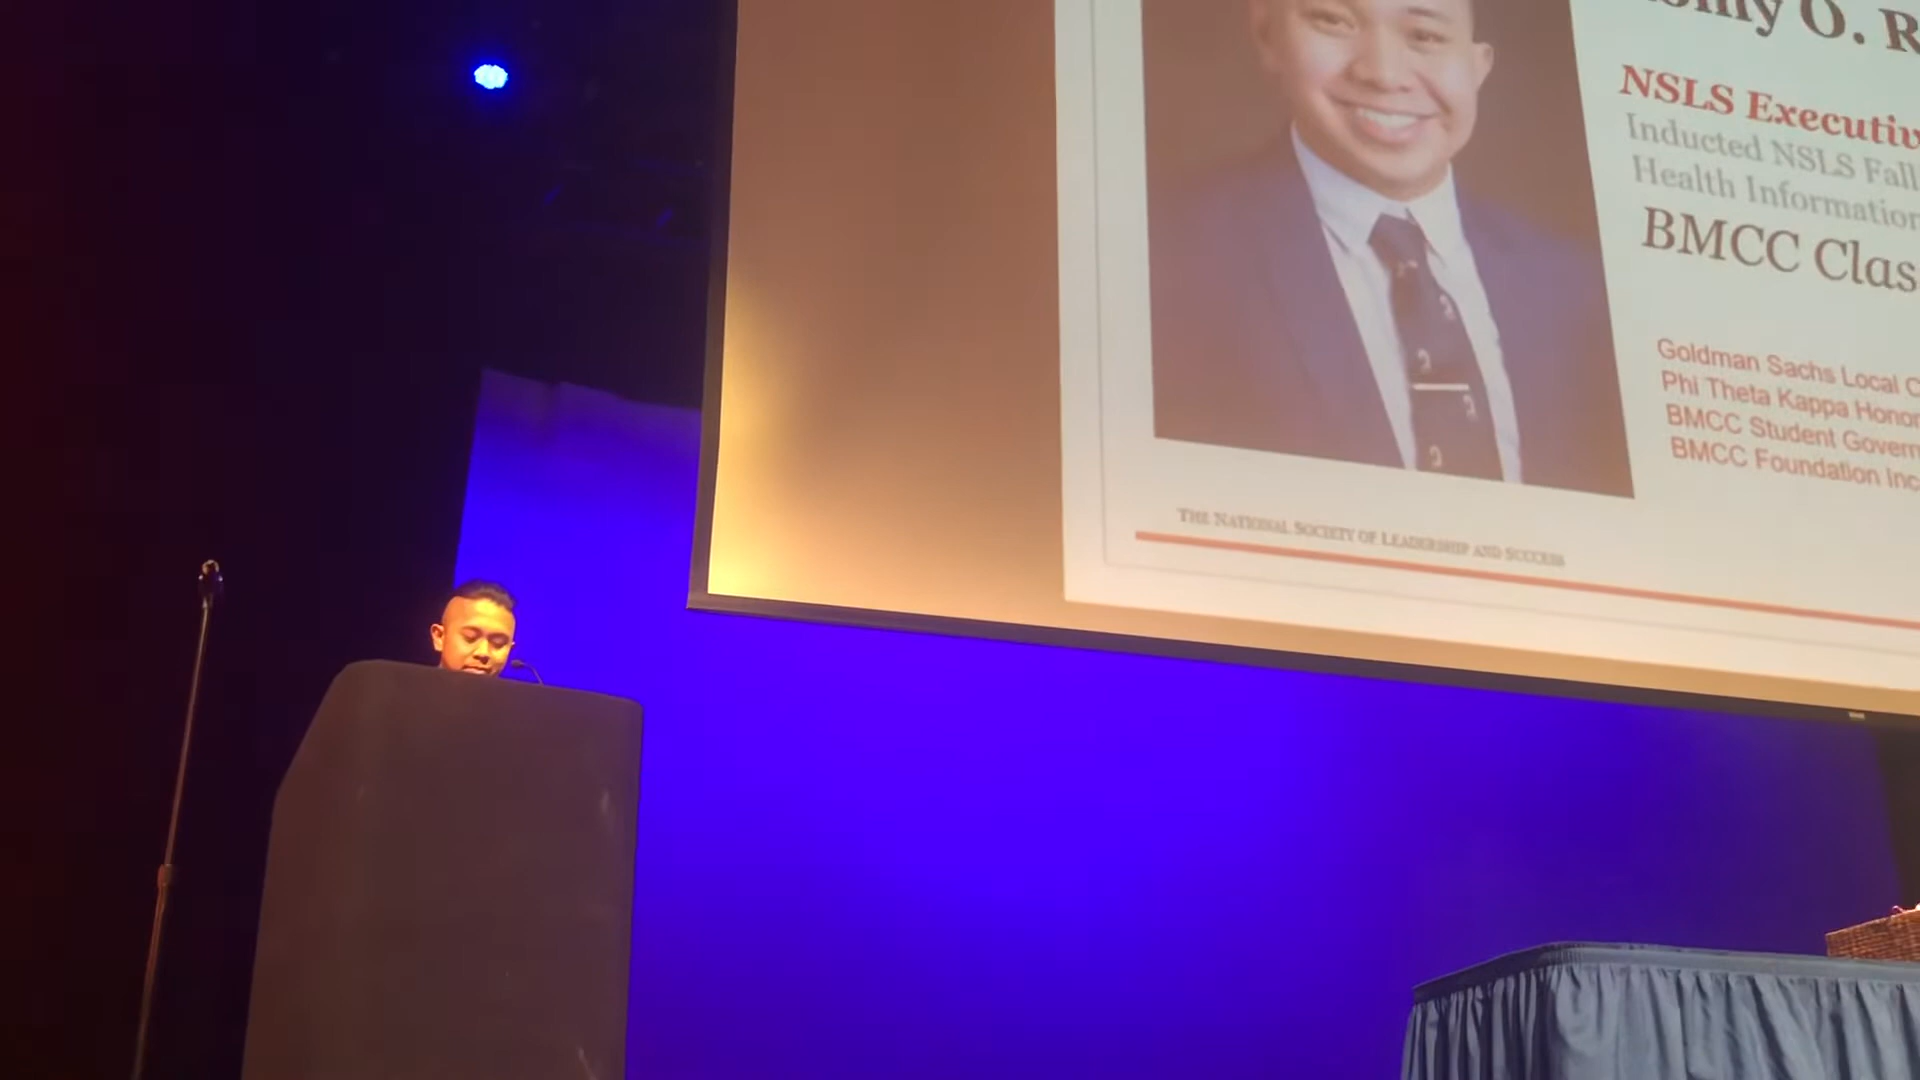 O. R
NSLS Executiv
Inducted NSLS Fall
Health Information
BMCC Clas
Goldman Sachs Local C
Phi Theta Kappa Honor
BMCC Student Govern
BMCC Foundation Inc
THE NATIONAL SOCIETY OF LEADERSHIP AND SUCCESS